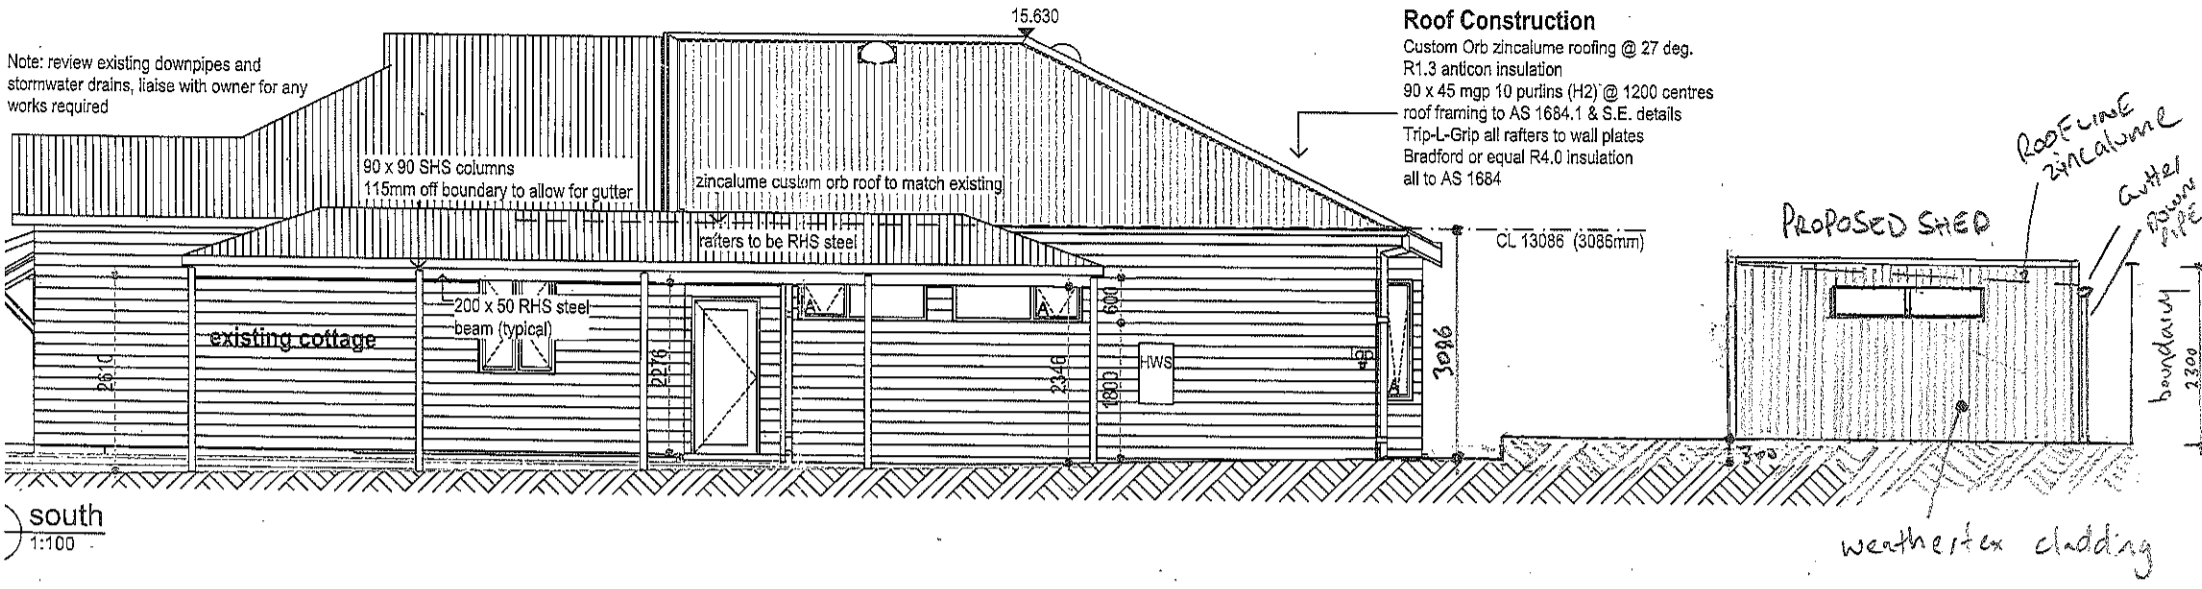 15.630
Note: review existing downpipes and
stormwater drains, liaise with owner for any
works required
Roof Construction
Custom Orb zincalume roofing @ 27 deg.
R1.3 anticon insulation
90 x 45 mgp 10 purlins (H2) @ 1200 centres
roof framing to AS 1684.1 & S.E. details
Trip-L-Grip all rafters to wall plates
Bradford or equal R4.0 insulation
all to AS 1684
90 x 90 SHS columns
115mm off boundary to allow for gutter
zincalume custom orb roof to match existing
rafters to be RHS steel
CL 13086 (3086mm)
ROOFLINE
zincalume
Gutter
DOWN
PIPE
PROPOSED SHED
200 x 50 RHS steel
beam (typical)
existing cottage
2610
2276
A
A
600
2346
1800
HWS
A
3086
boundary
2300
south
1:100
weathertex cladding